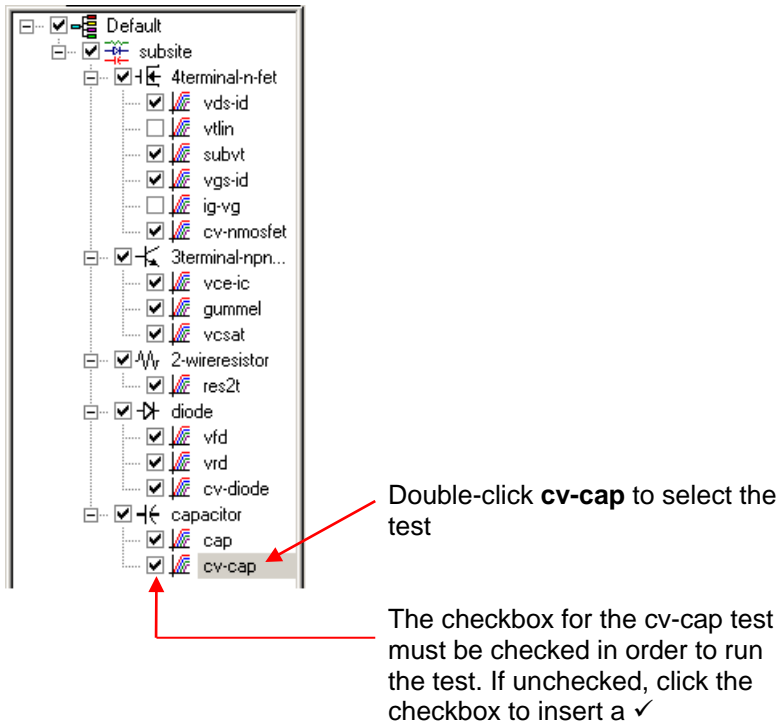 Default
subsite
4terminal-n-fet
vds-id
vtlin
subvt
vgs-id
ig-vg
cv-nmosfet
3terminal-npn...
vce-ic
gummel
vcsat
2-wireresistor
res2t
diode
vfd
vrd
cv-diode
capacitor
cap
cv-cap
Double-click cv-cap to select the
test
The checkbox for the cv-cap test
must be checked in order to run
the test. If unchecked, click the
checkbox to insert a ✓